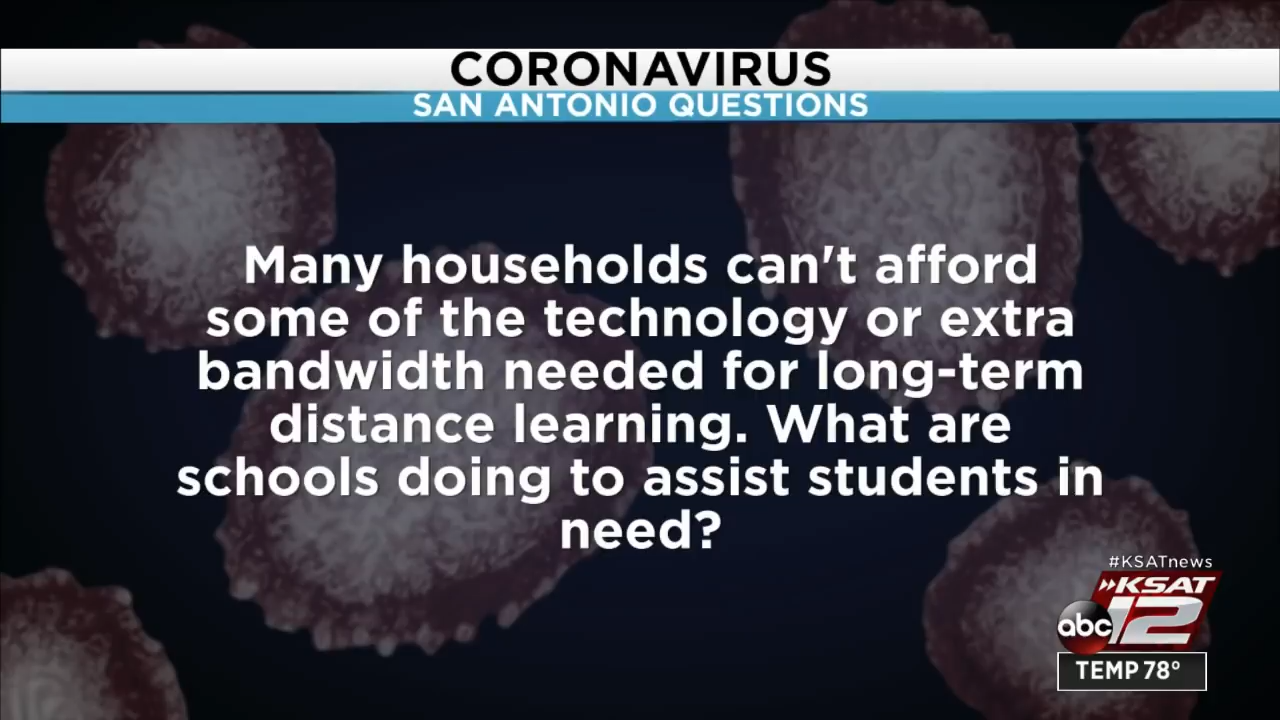 CORONAVIRUS
SAN ANTONIO QUESTIONS
Many households can't afford
some of the technology or extra
bandwidth needed for long-term
distance learning. What are
schools doing to assist students in
need?
#KSATnews
KSAT
abc 12
TEMP 78°